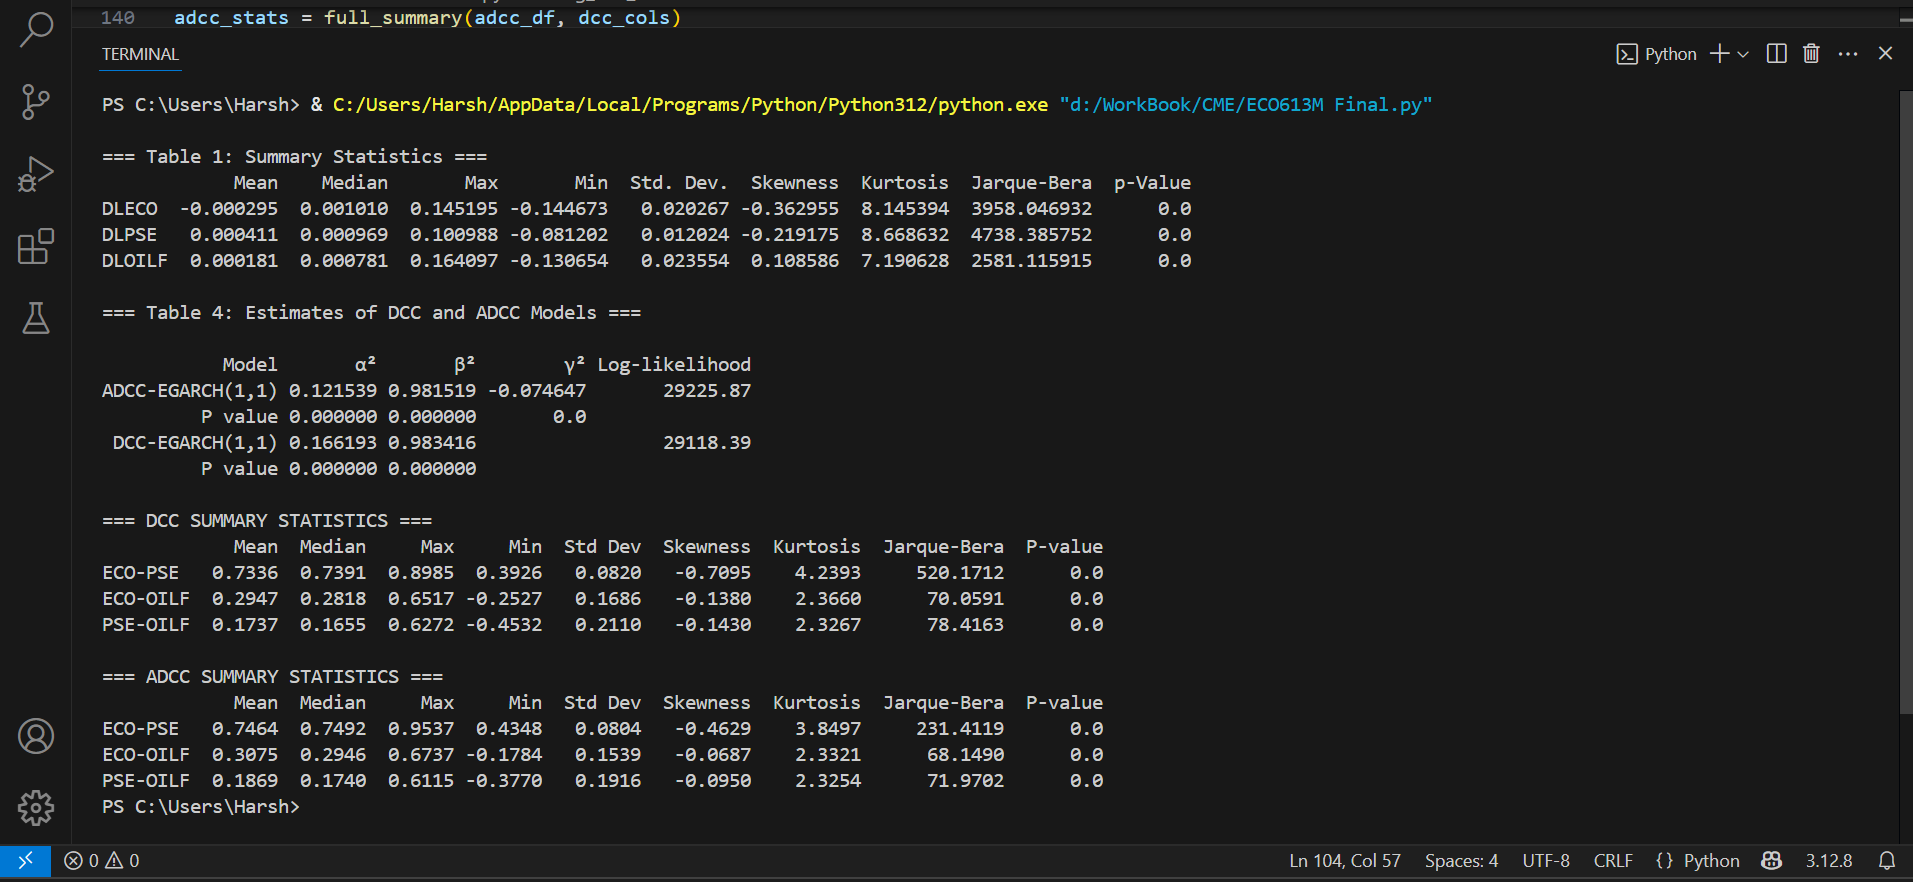 140 adcc_stats = full_summary(adcc_df, dcc_cols)
TERMINAL
Python
PS C:\Users\Harsh> & C:/Users/Harsh/AppData/Local/Programs/Python/Python312/python.exe "d:/WorkBook/CME/ECO613M Final.py"
=== Table 1: Summary Statistics ===
Mean Median Max Min Std. Dev. Skewness Kurtosis Jarque-Bera p-Value
DLECO -0.000295 0.001010 0.145195 -0.144673 0.020267 -0.362955 8.145394 3958.046932 0.0
DLPSE 0.000411 0.000969 0.100988 -0.081202 0.012024 -0.219175 8.668632 4738.385752 0.0
DLOILF 0.000181 0.000781 0.164097 -0.130654 0.023554 0.108586 7.190628 2581.115915 0.0
=== Table 4: Estimates of DCC and ADCC Models ===
Model α² β² γ² Log-likelihood
ADCC-EGARCH(1,1) 0.121539 0.981519 -0.074647 29225.87
P value 0.000000 0.000000 0.0
DCC-EGARCH(1,1) 0.166193 0.983416 29118.39
P value 0.000000 0.000000
=== DCC SUMMARY STATISTICS ===
Mean Median Max Min Std Dev Skewness Kurtosis Jarque-Bera P-value
ECO-PSE 0.7336 0.7391 0.8985 0.3926 0.0820 -0.7095 4.2393 520.1712 0.0
ECO-OILF 0.2947 0.2818 0.6517 -0.2527 0.1686 -0.1380 2.3660 70.0591 0.0
PSE-OILF 0.1737 0.1655 0.6272 -0.4532 0.2110 -0.1430 2.3267 78.4163 0.0
=== ADCC SUMMARY STATISTICS ===
Mean Median Max Min Std Dev Skewness Kurtosis Jarque-Bera P-value
ECO-PSE 0.7464 0.7492 0.9537 0.4348 0.0804 -0.4629 3.8497 231.4119 0.0
ECO-OILF 0.3075 0.2946 0.6737 -0.1784 0.1539 -0.0687 2.3321 68.1490 0.0
PSE-OILF 0.1869 0.1740 0.6115 -0.3770 0.1916 -0.0950 2.3254 71.9702 0.0
PS C:\Users\Harsh>
0 0 Ln 104, Col 57 Spaces: 4 UTF-8 CRLF {} Python 3.12.8